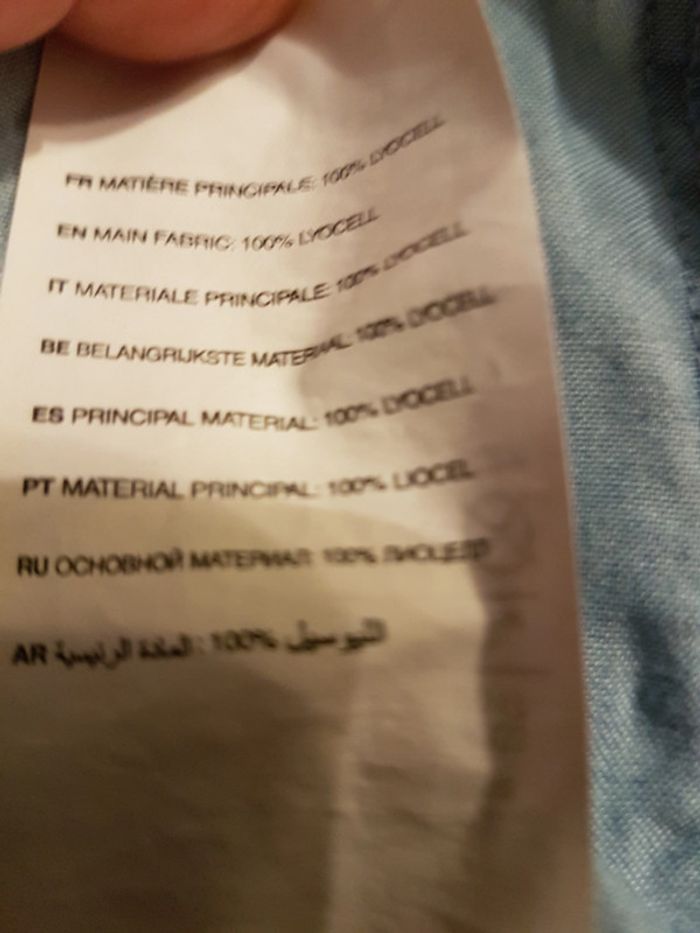 FR MATIÈRE PRINCIPALE: 100% LYOCELL
EN MAIN FABRIC: 100% LYOCELL
IT MATERIALE PRINCIPALE: 100% LYOCELL
BE BELANGRIJKSTE MATERIAAL: 100% LYOCELL
ES PRINCIPAL MATERIAL: 100% LYOCELL
PT MATERIAL PRINCIPAL: 100% LIOCEL
RU ОСНОВНОЙ МАТЕРИАЛ: 100% ЛИОЦЕЛЛ
AR المادة الرئيسية : 100% الليوسيل